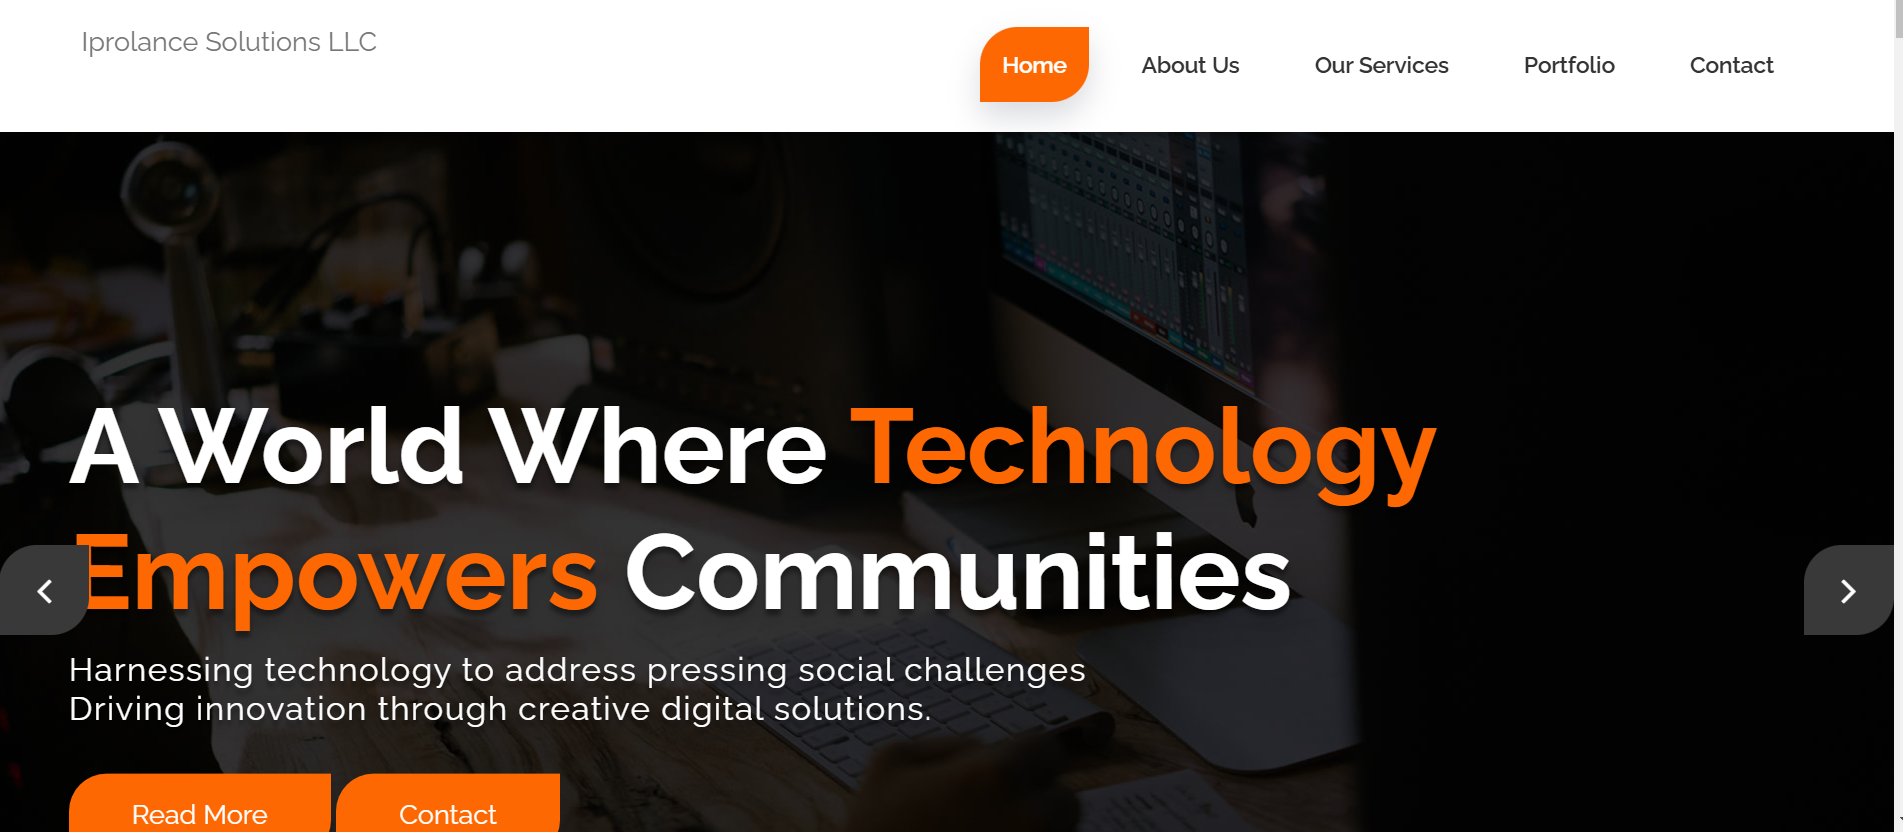 Iprolance Solutions LLC
Home
About Us
Our Services
Portfolio
Contact
A World Where Technology
Empowers Communities
Harnessing technology to address pressing social challenges
Driving innovation through creative digital solutions.
Read More
Contact